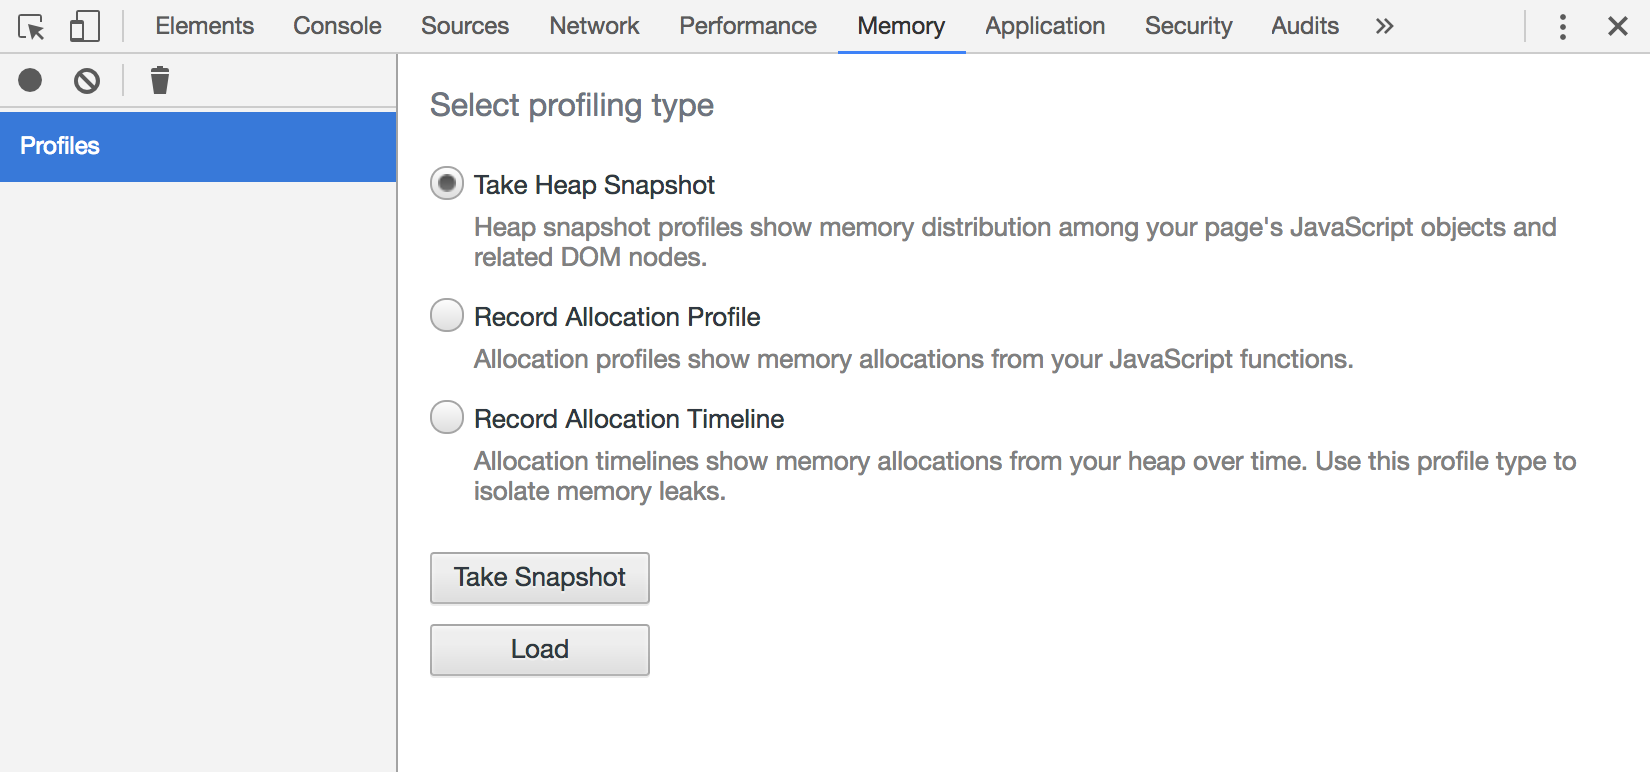 Elements Console Sources Network Performance Memory Application Security Audits
Profiles
Select profiling type
Take Heap Snapshot
Heap snapshot profiles show memory distribution among your page's JavaScript objects and
related DOM nodes.
Record Allocation Profile
Allocation profiles show memory allocations from your JavaScript functions.
Record Allocation Timeline
Allocation timelines show memory allocations from your heap over time. Use this profile type to
isolate memory leaks.
Take Snapshot
Load